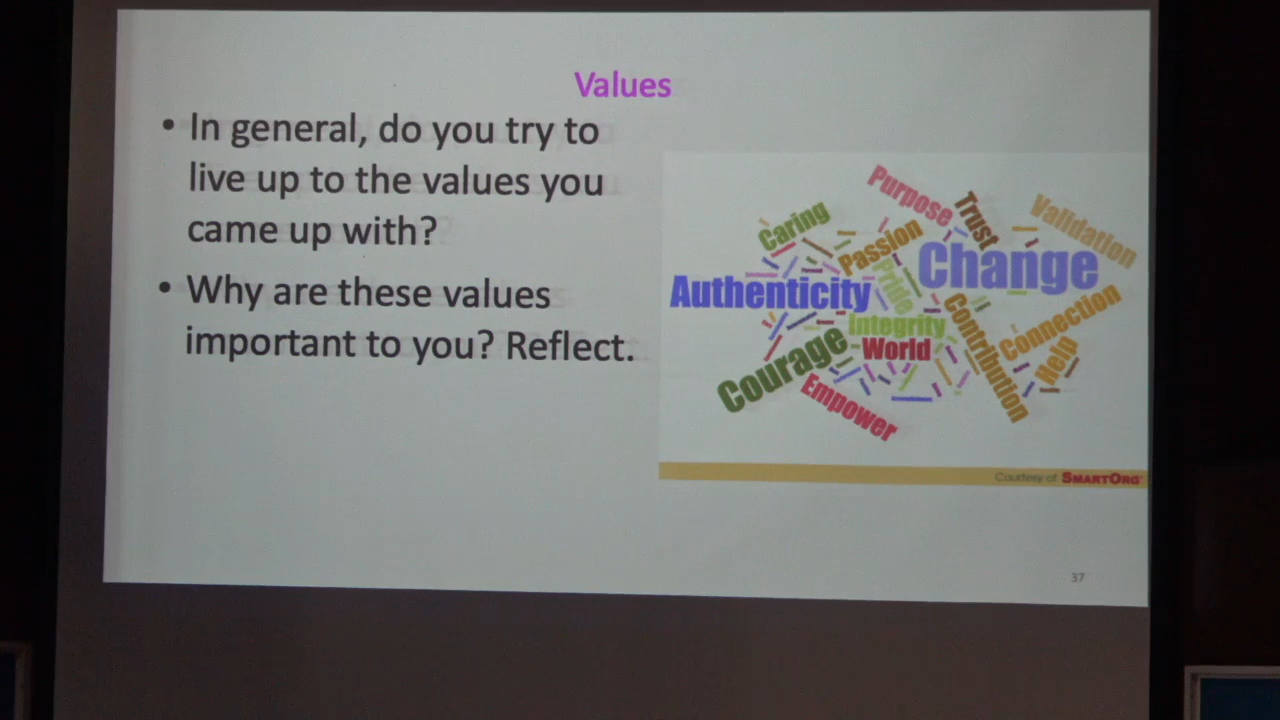 Values
• In general, do you try to
live up to the values you
came up with?
• Why are these values
important to you? Reflect.
Purpose
Trust
Validation
Caring
Passion
Change
Authenticity
Pride
Integrity
World
Contribution
Connection
Help
Courage
Empower
Courtesy of SMARTORG
37